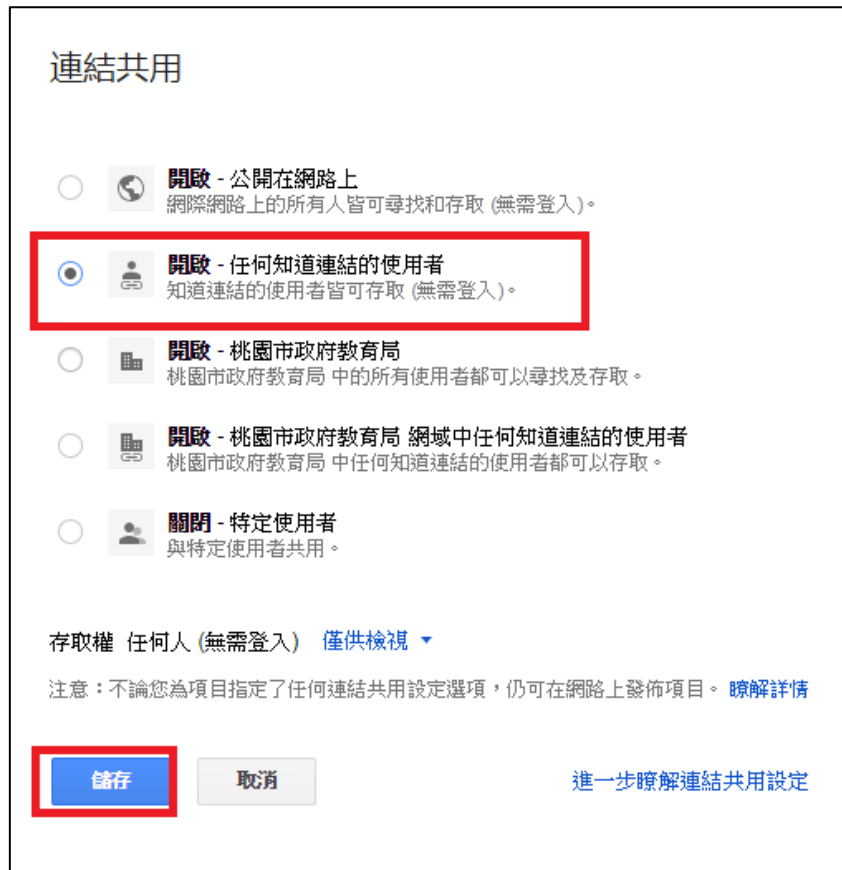 連結共用
開啟 - 公開在網路上
網際網路上的所有人皆可尋找和存取 (無需登入)。
開啟 - 任何知道連結的使用者
知道連結的使用者皆可存取 (無需登入)。
開啟 - 桃園市政府教育局
桃園市政府教育局 中的所有使用者都可以尋找及存取。
開啟 - 桃園市政府教育局 網域中任何知道連結的使用者
桃園市政府教育局 中任何知道連結的使用者都可以存取。
關閉 - 特定使用者
與特定使用者共用。
存取權 任何人 (無需登入) 僅供檢視
注意：不論您為項目指定了任何連結共用設定選項，仍可在網路上發佈項目。 瞭解詳情
儲存 取消 進一步瞭解連結共用設定